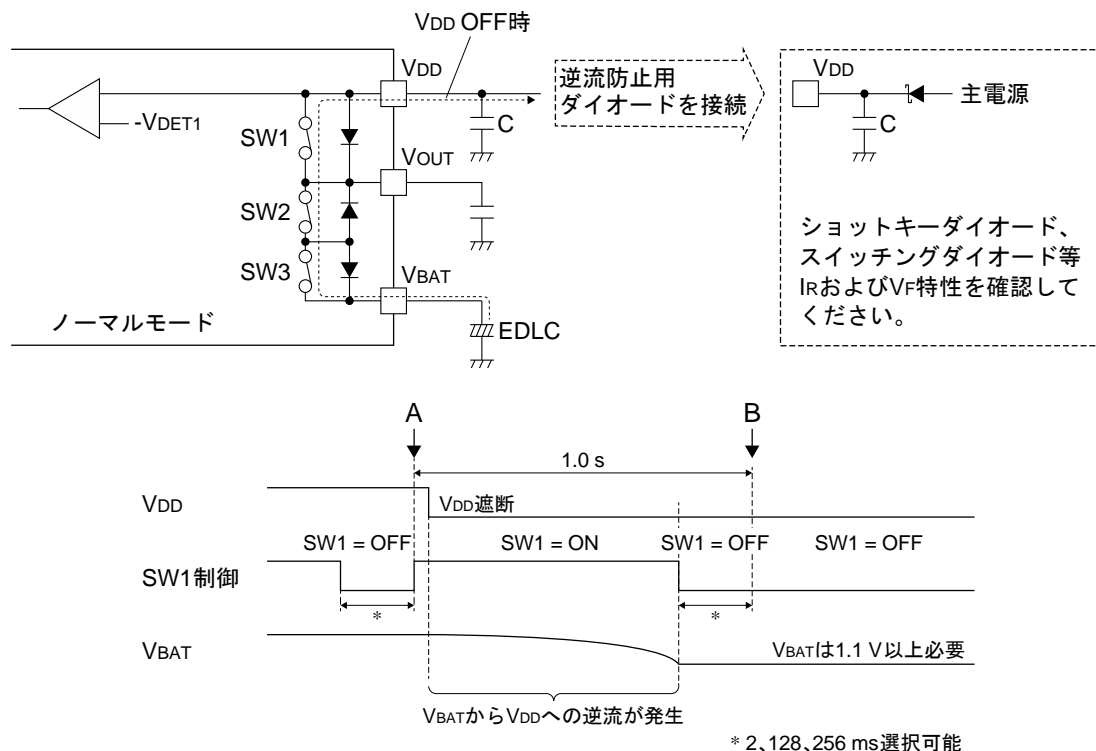 VDD OFF時
VDD
-VDET1
SW1
C
VOUT
SW2
SW3
VBAT
EDLC
ノーマルモード
逆流防止用
ダイオードを接続
VDD
主電源
C
ショットキーダイオード、
スイッチングダイオード等
IRおよびVF特性を確認して
ください。
A
B
1.0 s
VDD
VDD遮断
SW1 = OFF
SW1 = ON
SW1 = OFF
SW1 = OFF
SW1制御
*
*
VBAT
VBATは1.1 V以上必要
VBATからVDDへの逆流が発生
* 2、128、256 ms選択可能